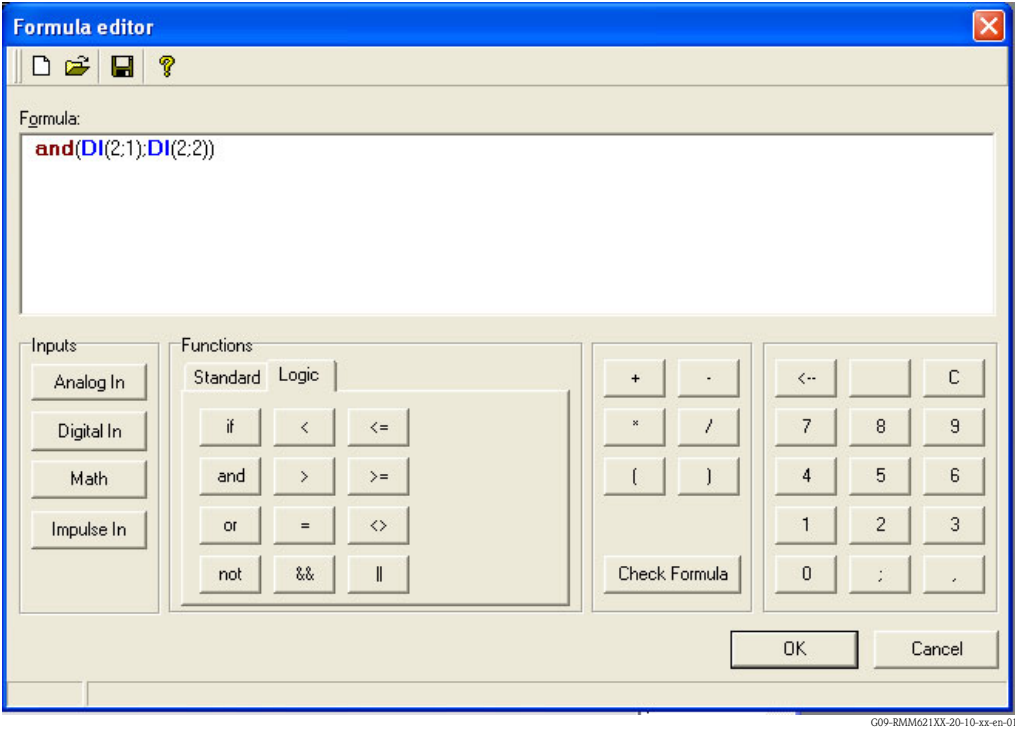 Formula editor
Formula:
and(DI(2;1);DI(2;2))
Inputs
Functions
Analog In
Digital In
Math
Impulse In
Standard Logic
if < <=
and > >=
or = <>
not && ||
+ -
* /
( )
Check Formula
<-- C
7 8 9
4 5 6
1 2 3
0 ; ,
OK Cancel
G09-RMM621XX-20-10-xx-en-01